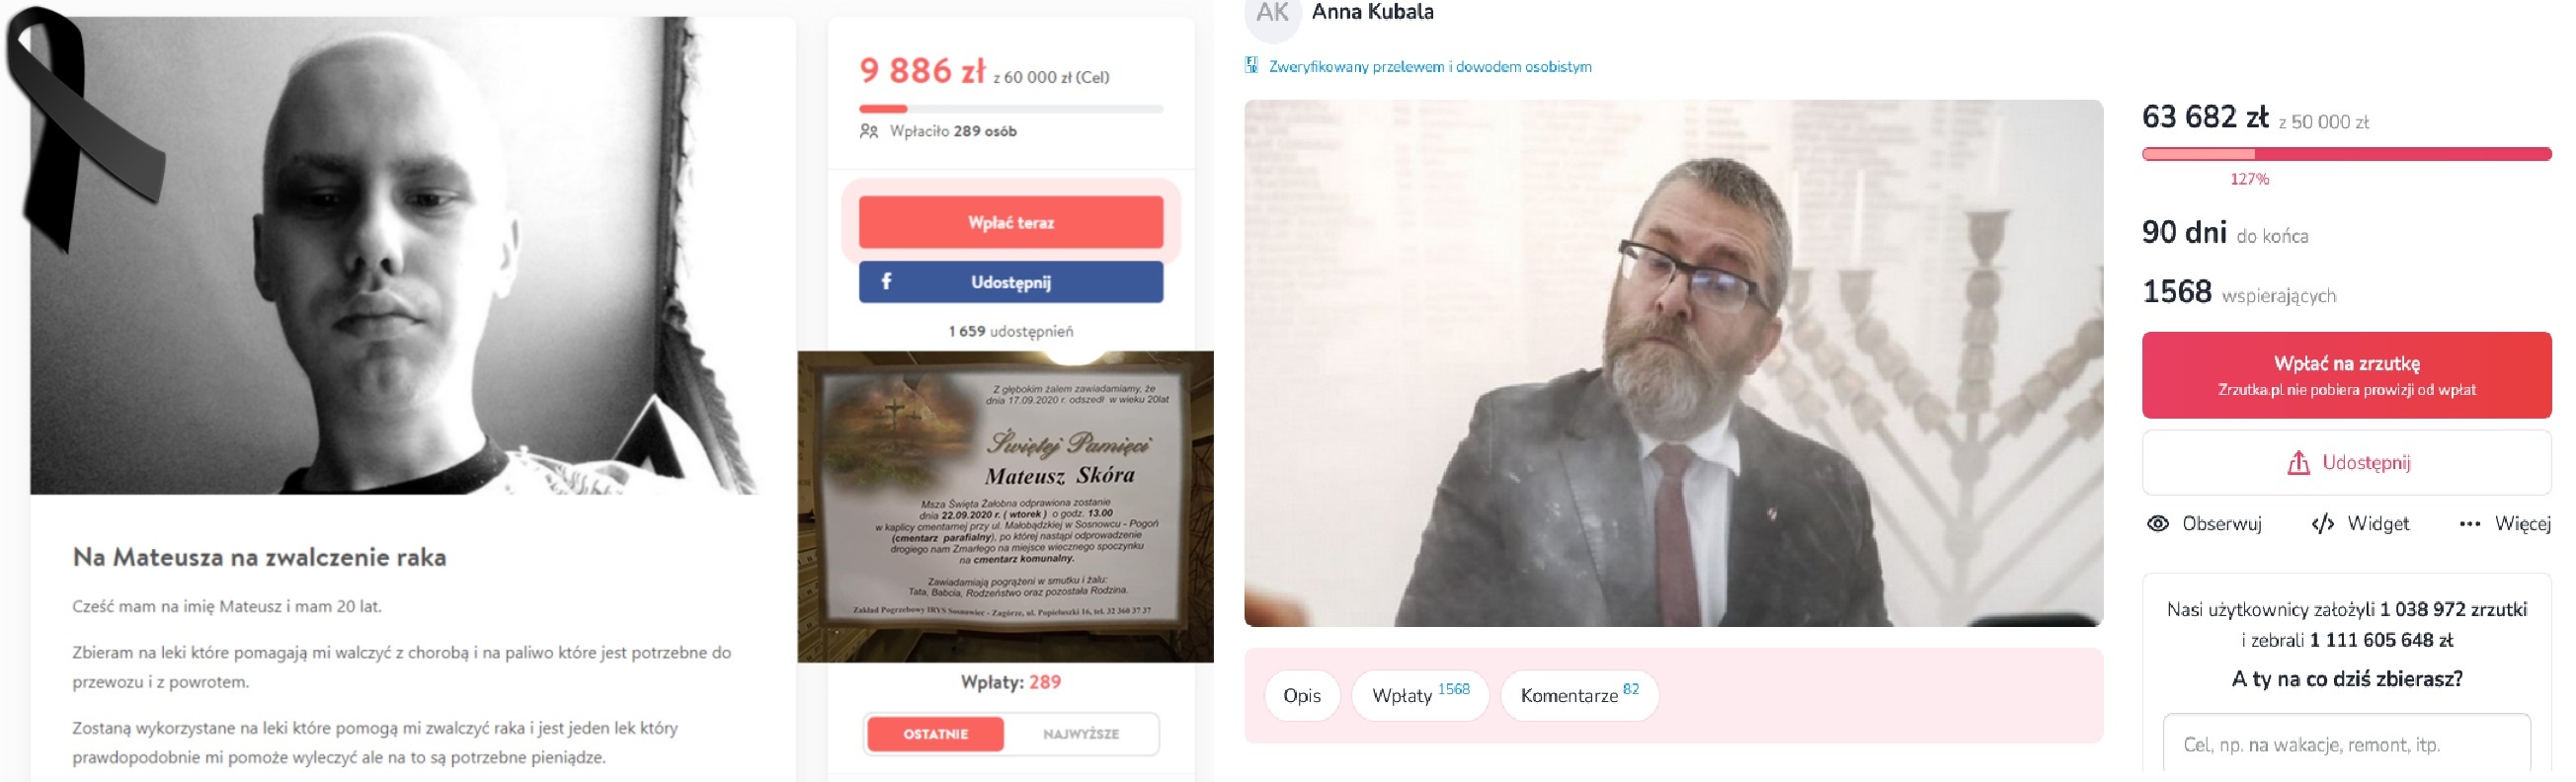 9 886 zł z 60 000 zł (Cel)
Wpłaciło 289 osób
Wpłać teraz
f Udostępnij
1 659 udostępnień
Z głębokim żalem zawiadamiamy, że
dnia 17.09.2020 r. odszedł w wieku 20lat
Świętej Pamięci
Mateusz Skóra
Msza Święta Żałobna odprawiona zostanie
dnia 22.09.2020 r. ( wtorek ) o godz. 13.00
w kaplicy cmentarnej przy ul. Małobądzkiej w Sosnowcu - Pogoń
(cmentarz parafialny), po której nastąpi odprowadzenie
drogiego nam Zmarłego na miejsce wiecznego spoczynku
na cmentarz komunalny.
Zawiadamiają pogrążeni w smutku i żalu:
Tata, Babcia, Rodzeństwo oraz pozostała Rodzina.
Zakład Pogrzebowy IRYS Sosnowiec - Zagórze, ul. Popiełuszki 16, tel. 32 360 37 37
Wpłaty: 289
OSTATNIE NAJWYŻSZE
Na Mateusza na zwalczenie raka
Cześć mam na imię Mateusz i mam 20 lat.
Zbieram na leki które pomagają mi walczyć z chorobą i na paliwo które jest potrzebne do
przewozu i z powrotem.
Zostaną wykorzystane na leki które pomogą mi zwalczyć raka i jest jeden lek który
prawdopodobnie mi pomoże wyleczyć ale na to są potrzebne pieniądze.
AK Anna Kubala
Zweryfikowany przelewem i dowodem osobistym
63 682 zł z 50 000 zł
127%
90 dni do końca
1568 wspierających
Wpłać na zrzutkę
Zrzutka.pl nie pobiera prowizji od wpłat
Udostępnij
Obserwuj </> Widget ••• Więcej
Opis Wpłaty 1568 Komentarze 82
Nasi użytkownicy założyli 1 038 972 zrzutki
i zebrali 1 111 605 648 zł
A ty na co dziś zbierasz?
Cel, np. na wakacje, remont, itp.